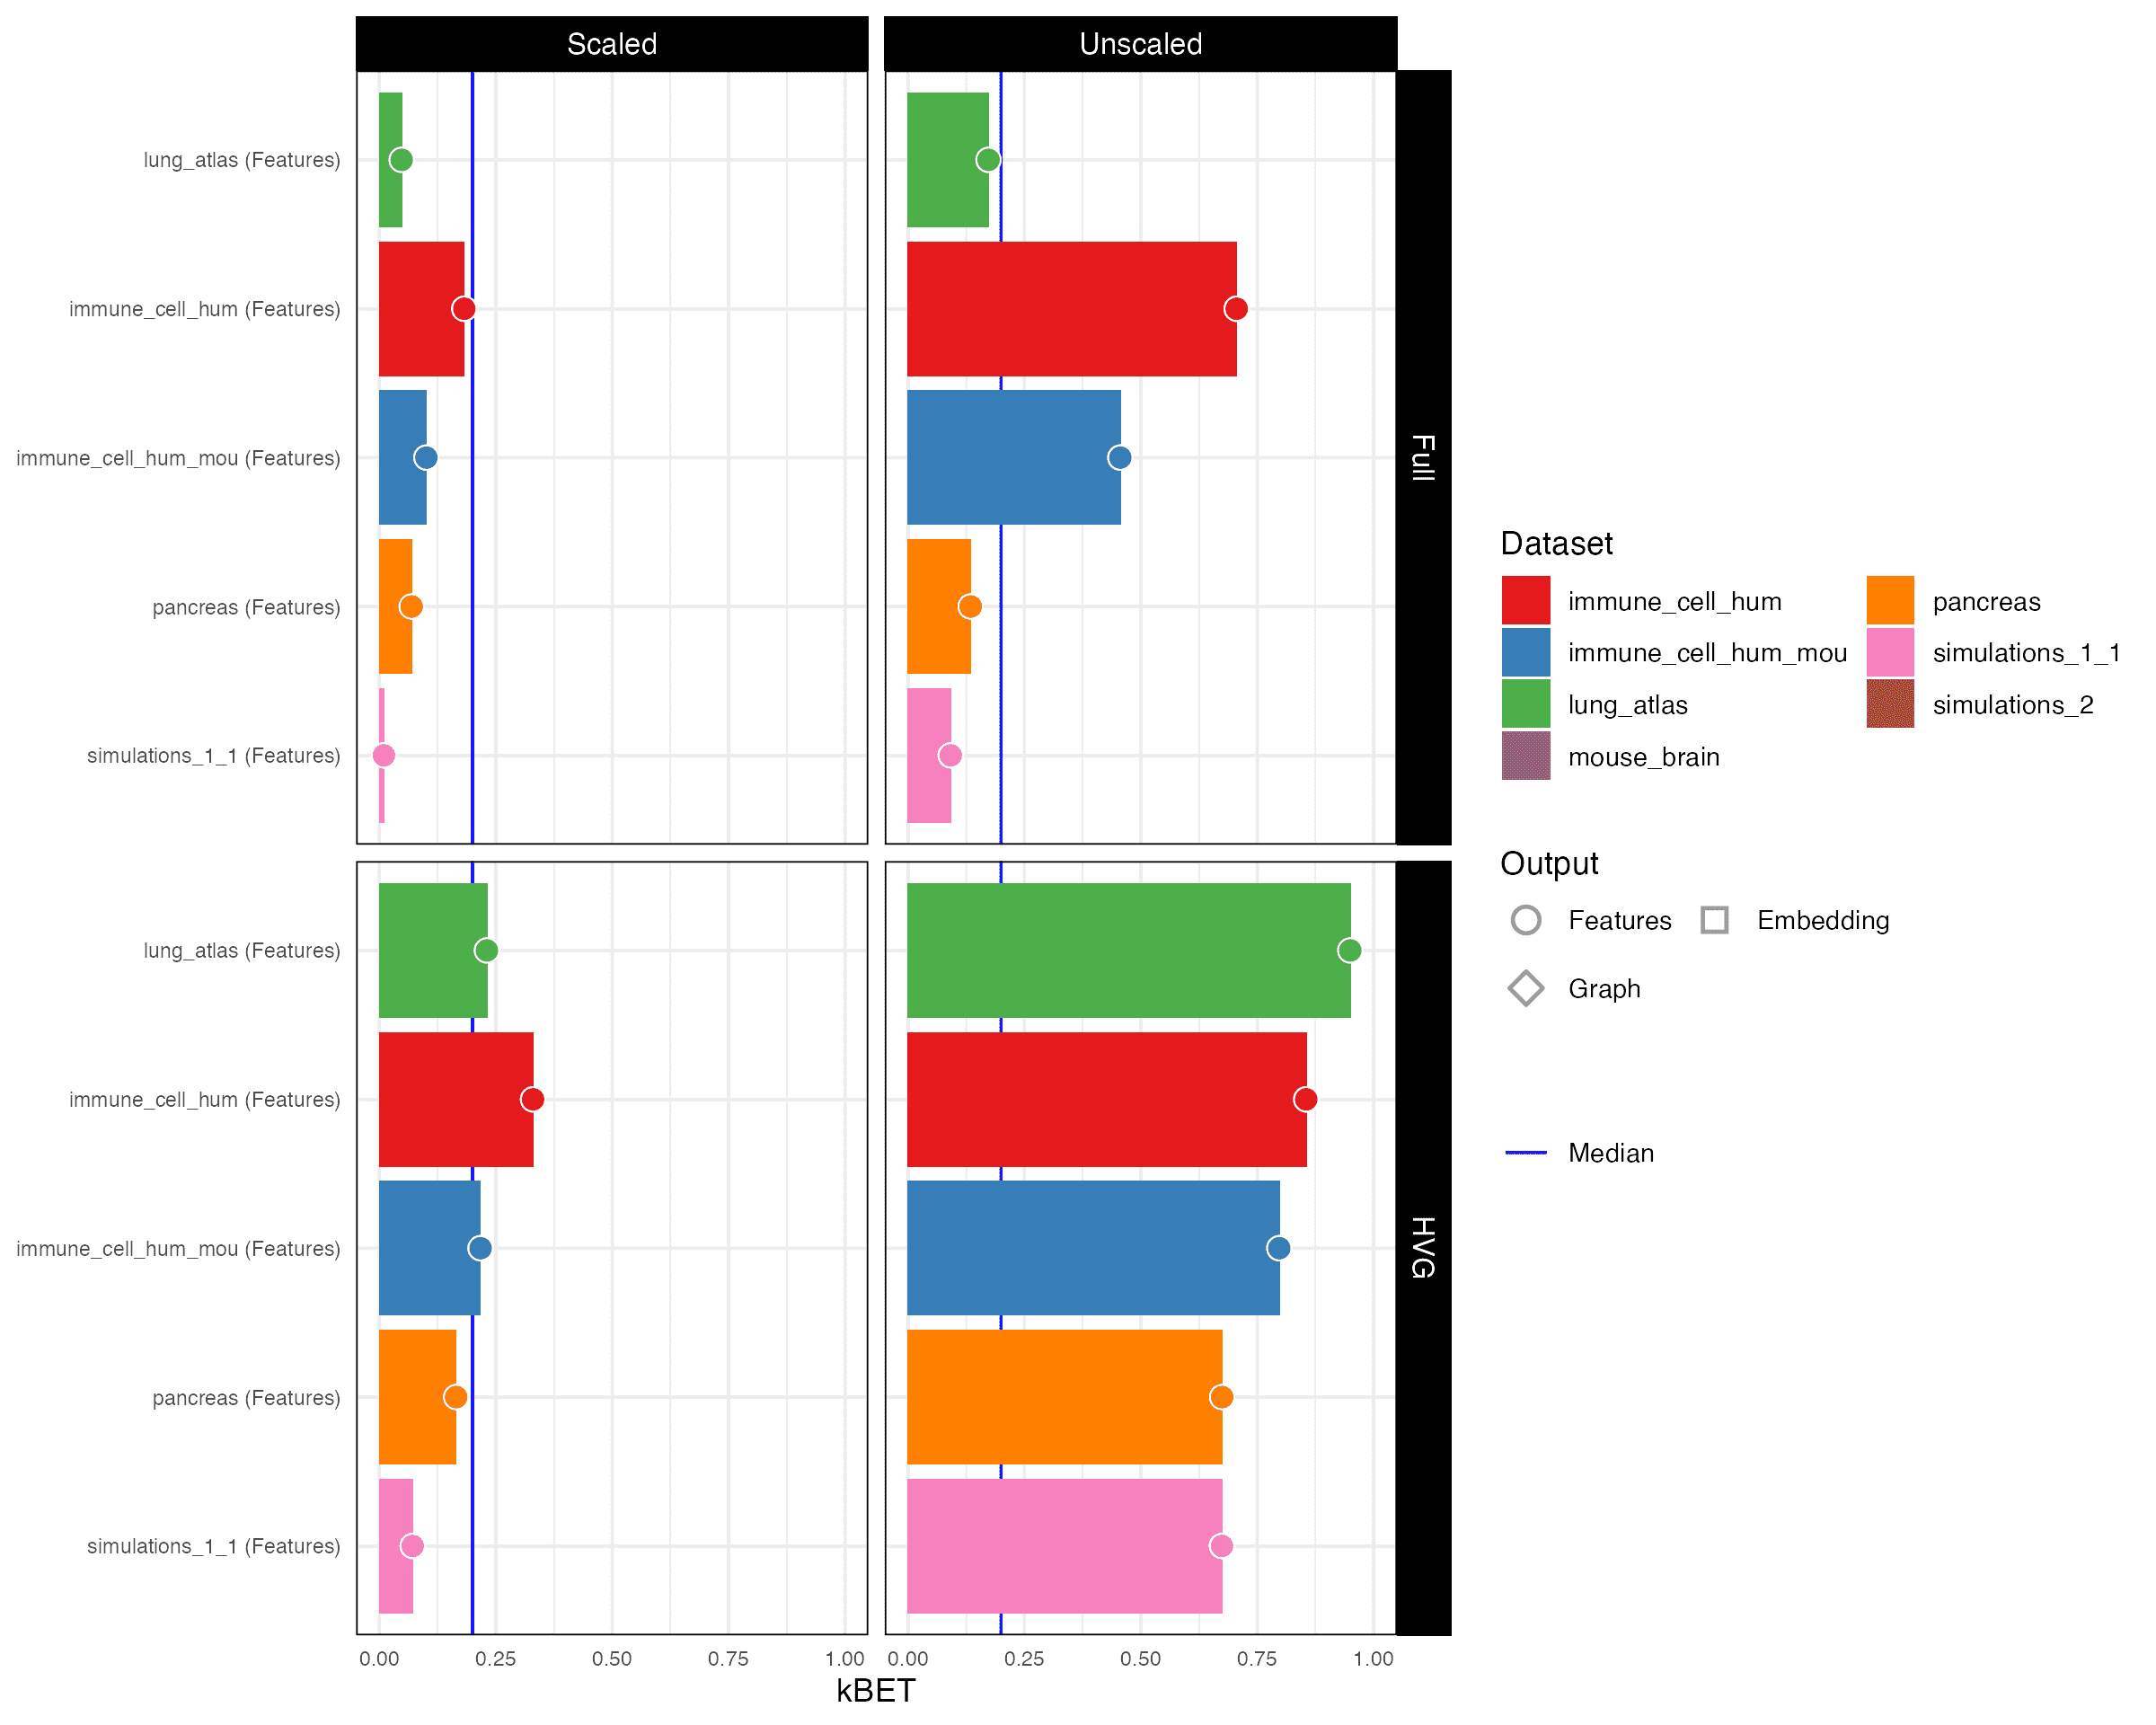 Scaled
Unscaled
lung_atlas (Features)
immune_cell_hum (Features)
immune_cell_hum_mou (Features)
pancreas (Features)
simulations_1_1 (Features)
Full
lung_atlas (Features)
immune_cell_hum (Features)
immune_cell_hum_mou (Features)
pancreas (Features)
simulations_1_1 (Features)
HVG
0.00 0.25 0.50 0.75 1.00
0.00 0.25 0.50 0.75 1.00
kBET
Dataset
immune_cell_hum
immune_cell_hum_mou
lung_atlas
mouse_brain
pancreas
simulations_1_1
simulations_2
Output
Features
Embedding
Graph
Median